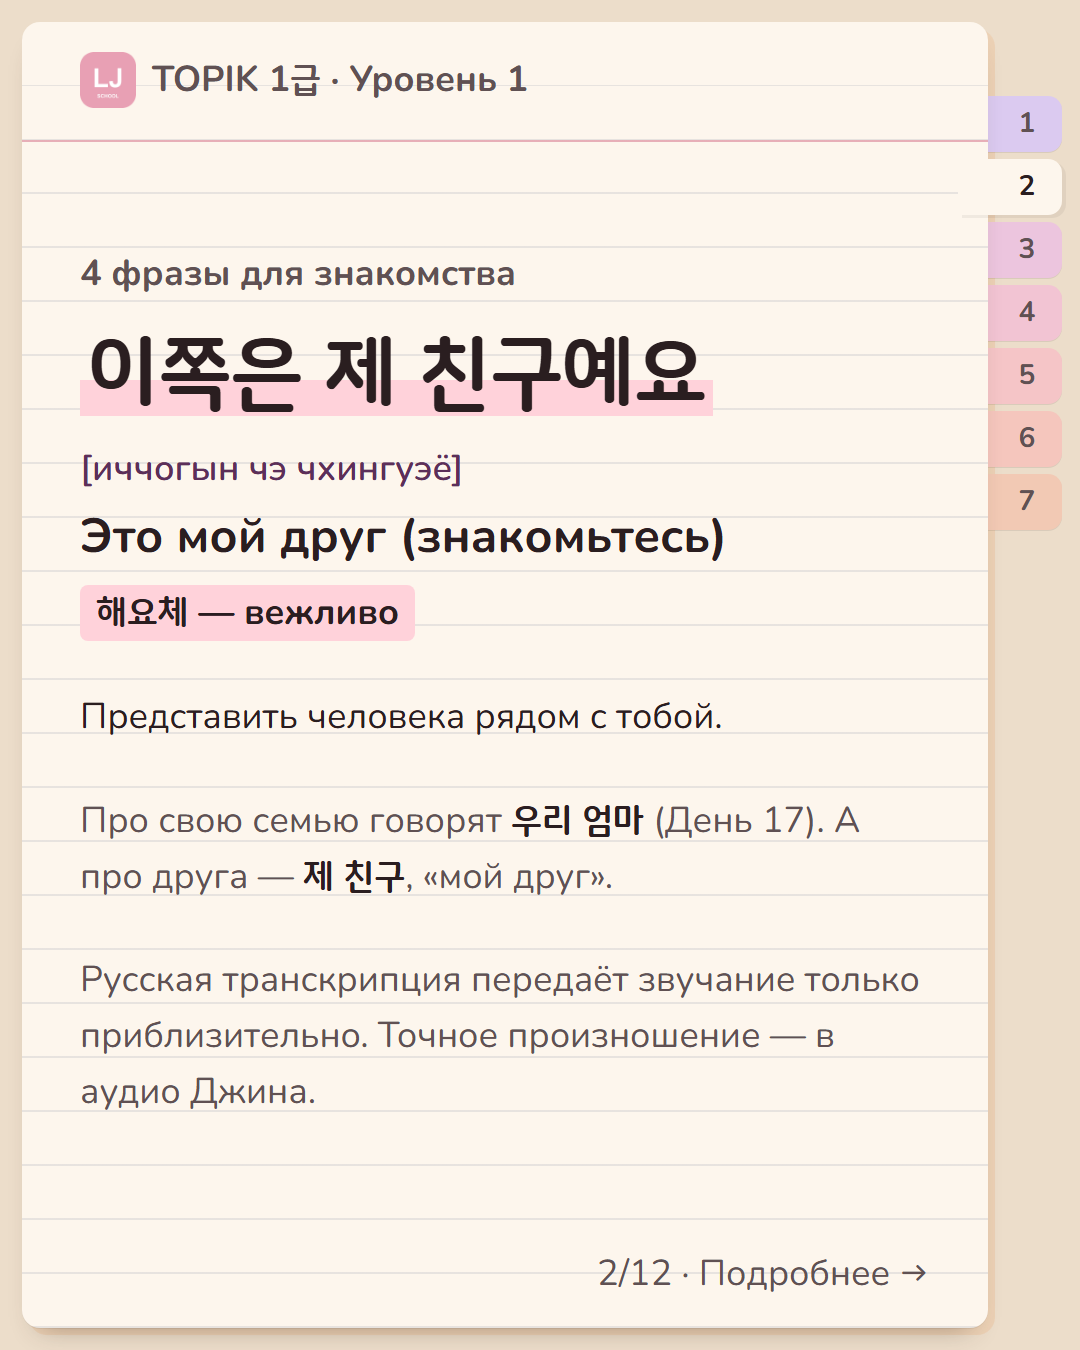 LJ
SCHOOL
TOPIK 1급 · Уровень 1
1
2
3
4
5
6
7
4 фразы для знакомства
이쪽은 제 친구예요
[иччогын чэ чхингуэё]
Это мой друг (знакомьтесь)
해요체 — вежливо
Представить человека рядом с тобой.
Про свою семью говорят 우리 엄마 (День 17). А
про друга — 제 친구, «мой друг».
Русская транскрипция передаёт звучание только
приблизительно. Точное произношение — в
аудио Джина.
2/12 · Подробнее →